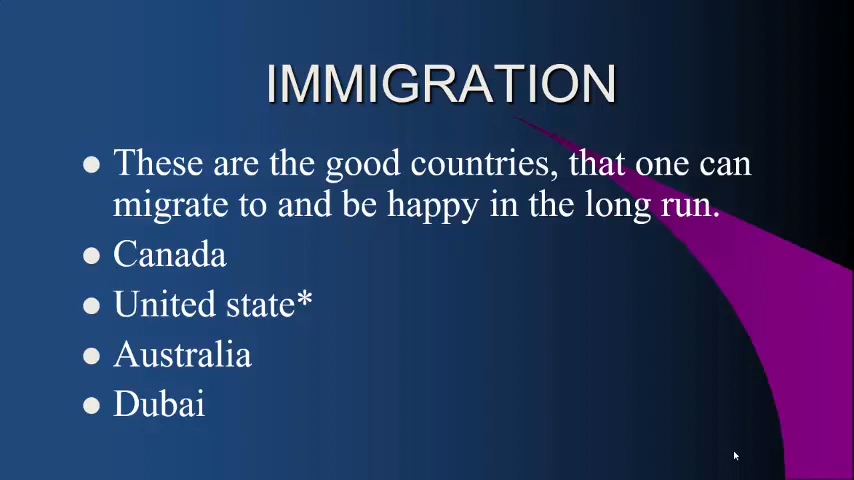 IMMIGRATION
• These are the good countries, that one can
migrate to and be happy in the long run.
• Canada
• United state*
• Australia
• Dubai